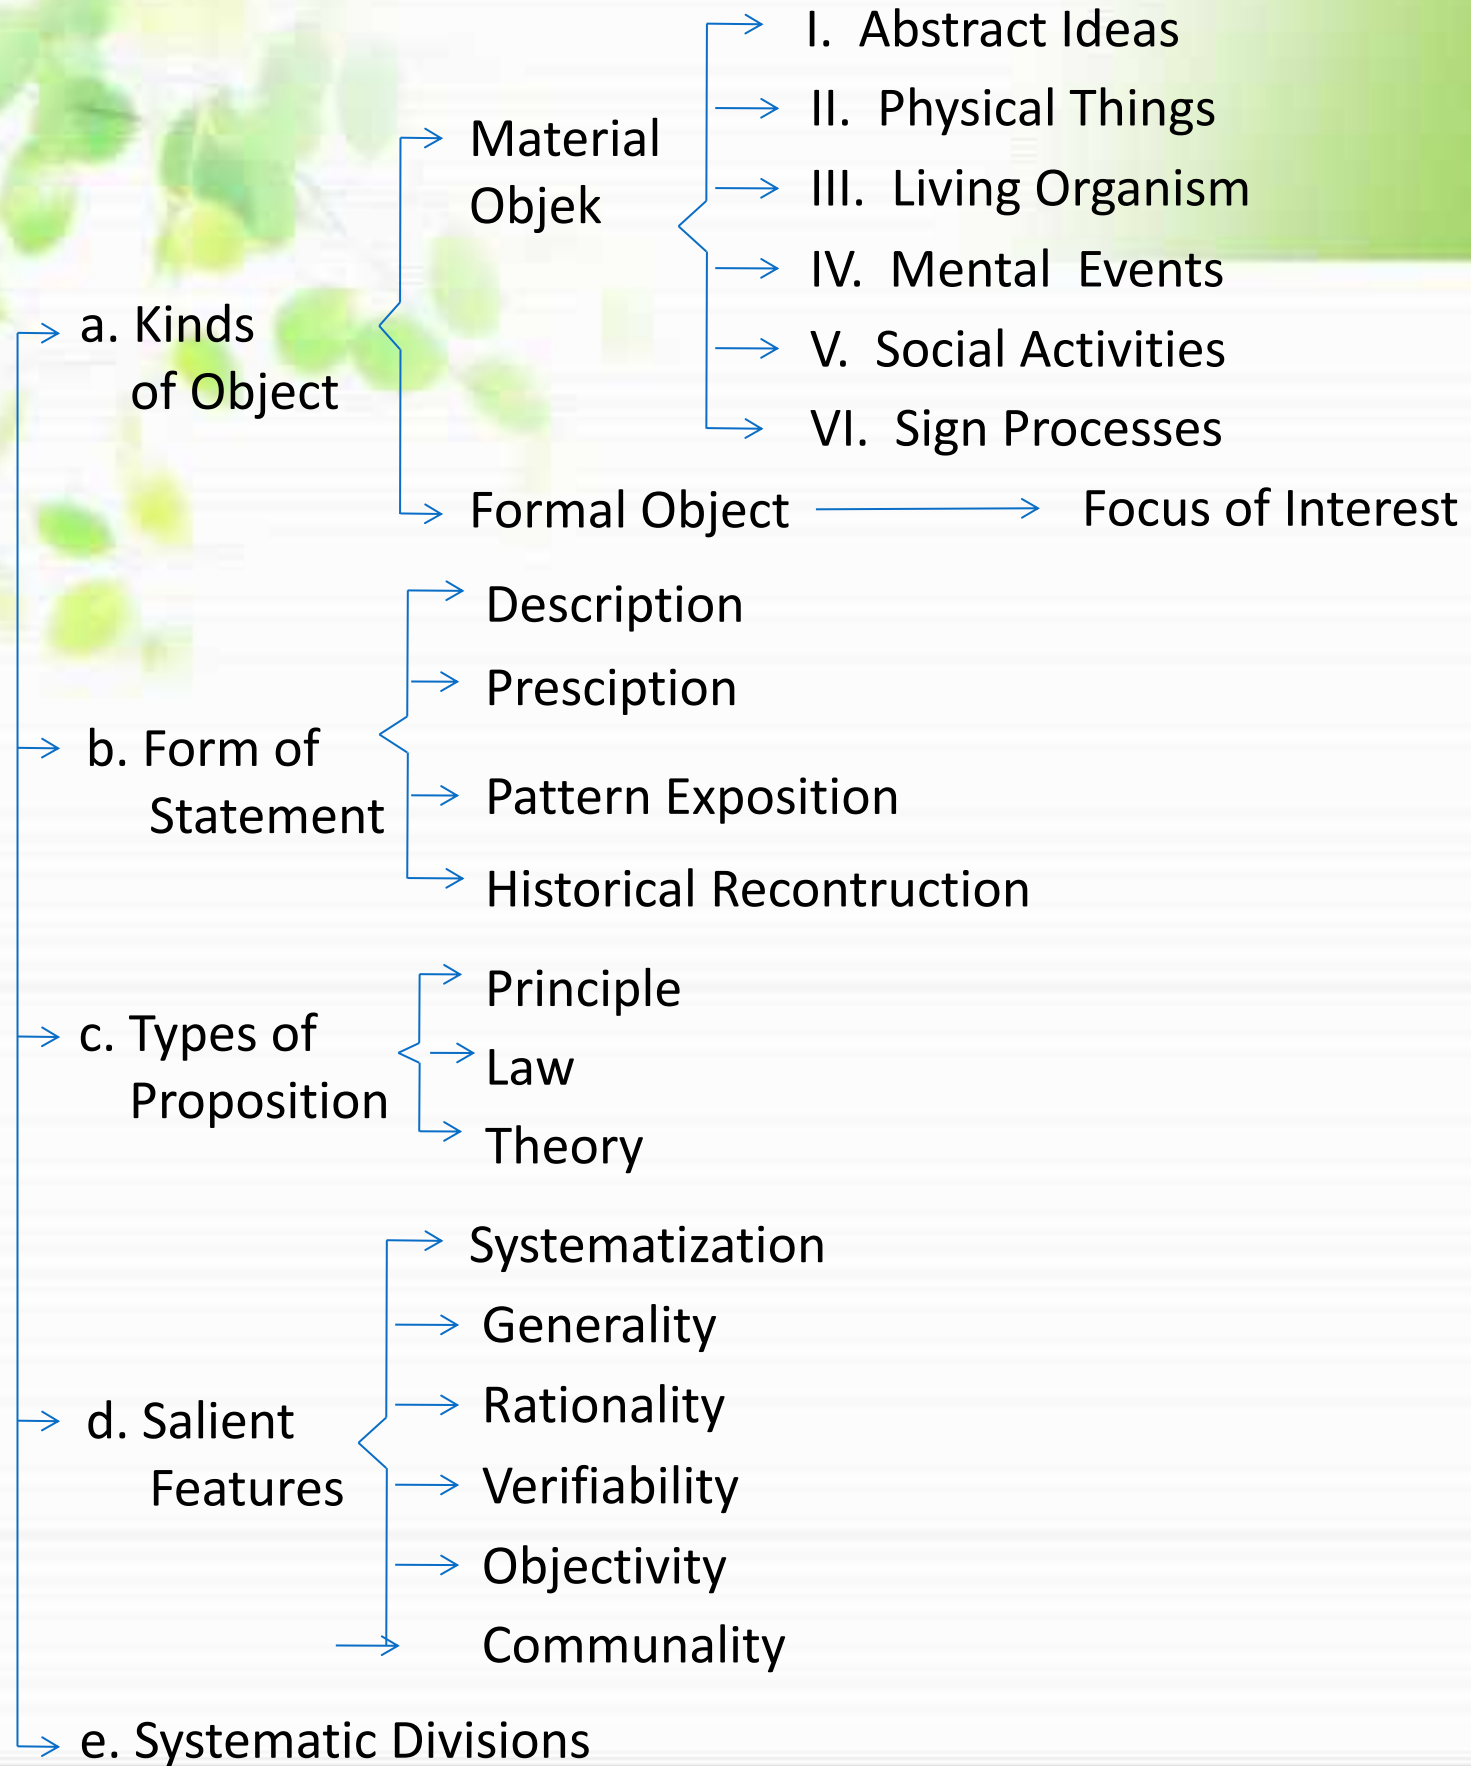 a. Kinds
of Object
Material
Objek
I. Abstract Ideas
II. Physical Things
III. Living Organism
IV. Mental Events
V. Social Activities
VI. Sign Processes
Formal Object
Focus of Interest
b. Form of
Statement
Description
Presciption
Pattern Exposition
Historical Recontruction
c. Types of
Proposition
Principle
Law
Theory
d. Salient
Features
Systematization
Generality
Rationality
Verifiability
Objectivity
Communality
e. Systematic Divisions